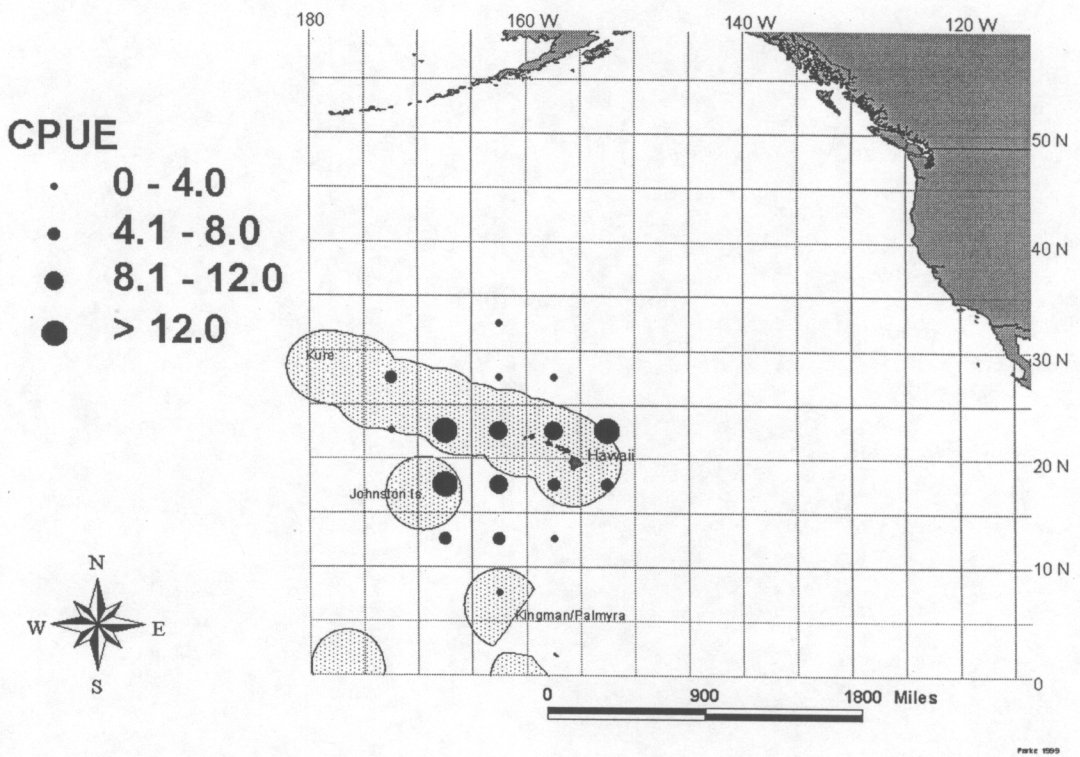 180 160 W 140 W 120 W
CPUE
0 - 4.0
4.1 - 8.0
8.1 - 12.0
> 12.0
50 N
40 N
30 N
20 N
10 N
0
Kure
Hawaii
Johnston Is.
Kingman/Palmyra
N
W E
S
0 900 1800 Miles
Parke 1999